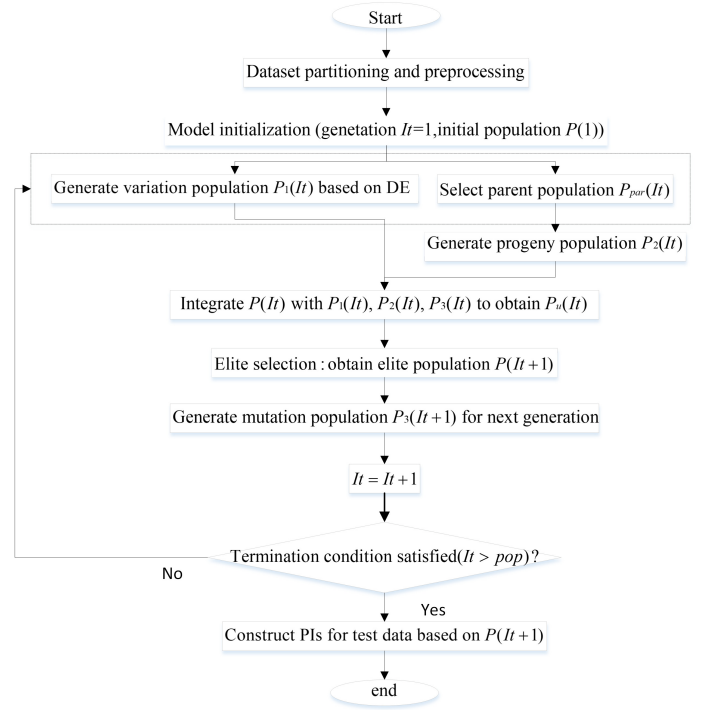 Start
Dataset partitioning and preprocessing
Model initialization (genetation It=1,initial population P(1))
Generate variation population P1(It) based on DE
Select parent population Ppar(It)
Generate progeny population P2(It)
Integrate P(It) with P1(It), P2(It), P3(It) to obtain Pu(It)
Elite selection : obtain elite population P(It+1)
Generate mutation population P3(It+1) for next generation
It = It+1
Termination condition satisfied(It > pop)?
No
Yes
Construct PIs for test data based on P(It+1)
end